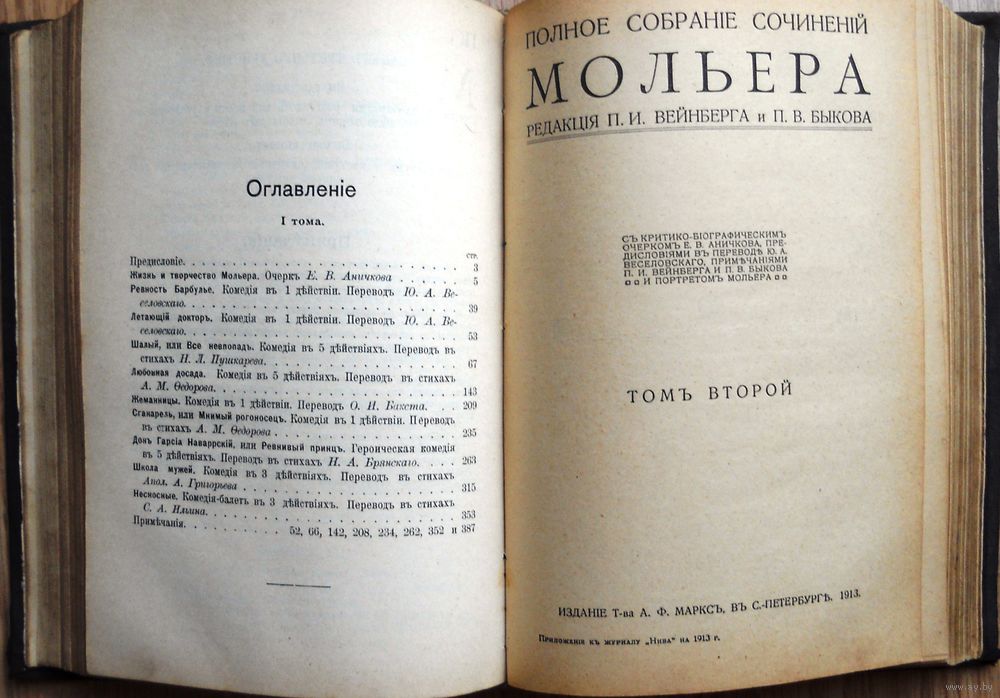 Оглавленіе
I тома.
стр.
Предисловіе. 3
Жизнь и творчество Мольера. Очеркъ Е. В. Аничкова 5
Ревность Барбулье. Комедія въ 1 дѣйствіи. Переводъ Ю. А. Ве-
селовскаго. 39
Летающій докторъ. Комедія въ 1 дѣйствіи. Переводъ Ю. А. Ве-
селовскаго. 53
Шалый, или Все невпопадъ. Комедія въ 5 дѣйствіяхъ. Переводъ въ
стихахъ Н. Л. Пушкарева. 67
Любовная досада. Комедія въ 5 дѣйствіяхъ. Переводъ въ стихахъ
А. М. Ѳедорова. 143
Жеманницы. Комедія въ 1 дѣйствіи. Переводъ О. И. Бакста. 209
Сганарель, или Мнимый рогоносецъ. Комедія въ 1 дѣйствіи. Переводъ
въ стихахъ А. М. Ѳедорова 235
Донъ Гарсіа Наваррскій, или Ревнивый принцъ. Героическая комедія
въ 5 дѣйствіяхъ. Переводъ въ стихахъ Н. А. Брянскаго. 263
Школа мужей. Комедія въ 3 дѣйствіяхъ. Переводъ въ стихахъ
Апол. А. Григорьева 315
Несносные. Комедія-балетъ въ 3 дѣйствіяхъ. Переводъ въ стихахъ
С. А. Ильина. 353
Примѣчанія. 52, 66, 142, 208, 234, 262, 352 и 387
ПОЛНОЕ СОБРАНІЕ СОЧИНЕНІЙ
МОЛЬЕРА
РЕДАКЦІЯ П. И. ВЕЙНБЕРГА и П. В. БЫКОВА
СЪ КРИТИКО-БІОГРАФИЧЕСКИМЪ
ОЧЕРКОМЪ Е. В. АНИЧКОВА, ПРЕ-
ДИСЛОВІЯМИ ВЪ ПЕРЕВОДѢ Ю. А.
ВЕСЕЛОВСКАГО, ПРИМѢЧАНІЯМИ
П. И. ВЕЙНБЕРГА И П. В. БЫКОВА
И ПОРТРЕТОМЪ МОЛЬЕРА
ТОМЪ ВТОРОЙ
ИЗДАНІЕ Т-ва А. Ф. МАРКСЪ, ВЪ С.-ПЕТЕРБУРГѢ. 1913.
Приложеніе къ журналу „Нива“ на 1913 г.
www.ay.by